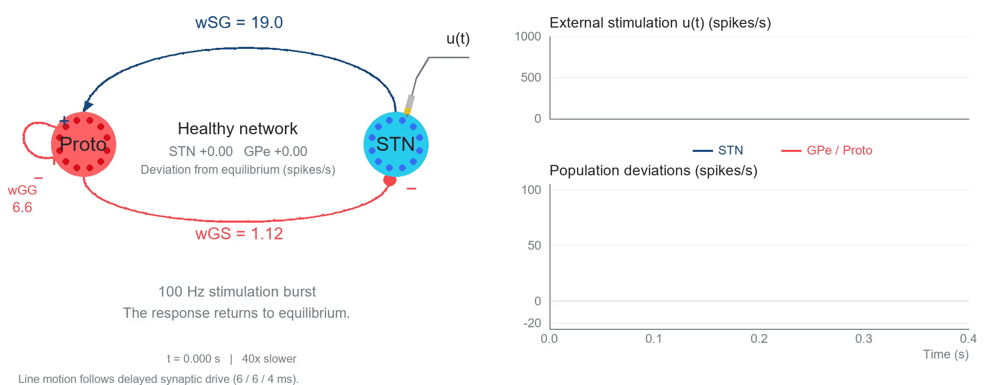 wSG = 19.0
u(t)
+
Proto
Healthy network
STN +0.00 GPe +0.00
Deviation from equilibrium (spikes/s)
STN
−
wGG
6.6
−
wGS = 1.12
100 Hz stimulation burst
The response returns to equilibrium.
t = 0.000 s | 40x slower
Line motion follows delayed synaptic drive (6 / 6 / 4 ms).
External stimulation u(t) (spikes/s)
1000
500
0
STN GPe / Proto
Population deviations (spikes/s)
100
50
0
-20
0.0 0.1 0.2 0.3 0.4
Time (s)